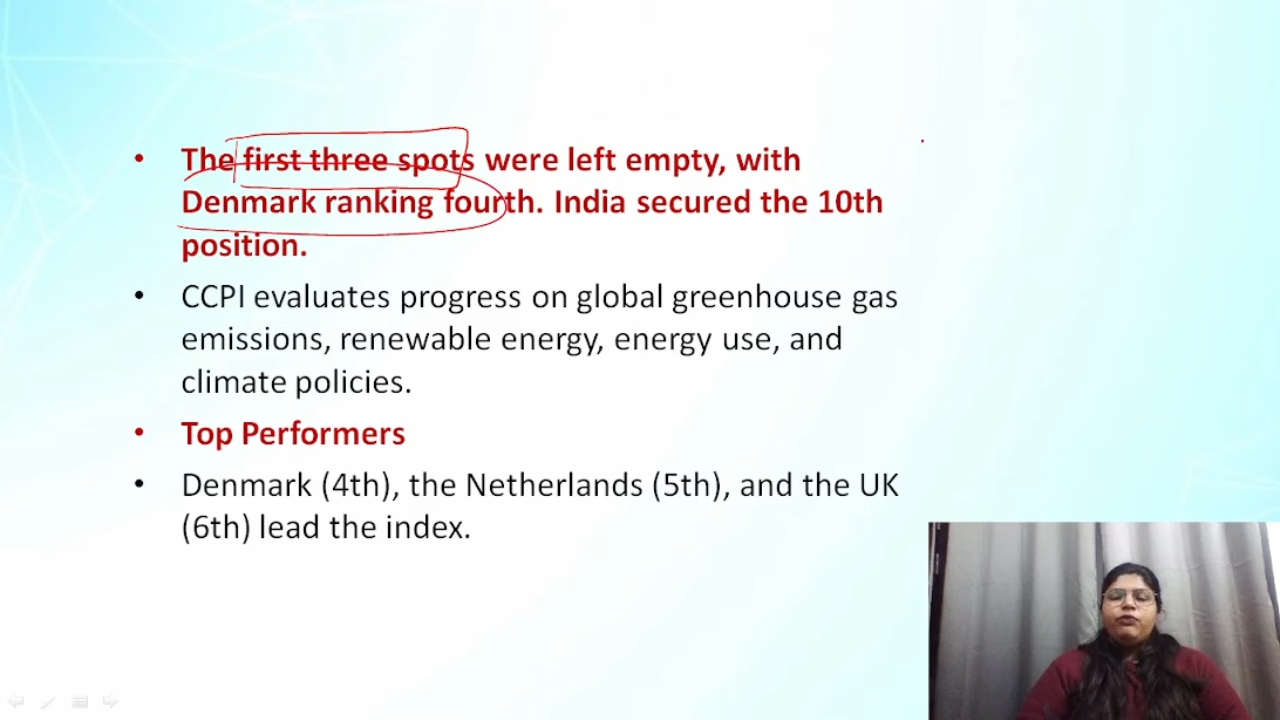 • The first three spots were left empty, with
Denmark ranking fourth. India secured the 10th
position.
• CCPI evaluates progress on global greenhouse gas
emissions, renewable energy, energy use, and
climate policies.
• Top Performers
• Denmark (4th), the Netherlands (5th), and the UK
(6th) lead the index.